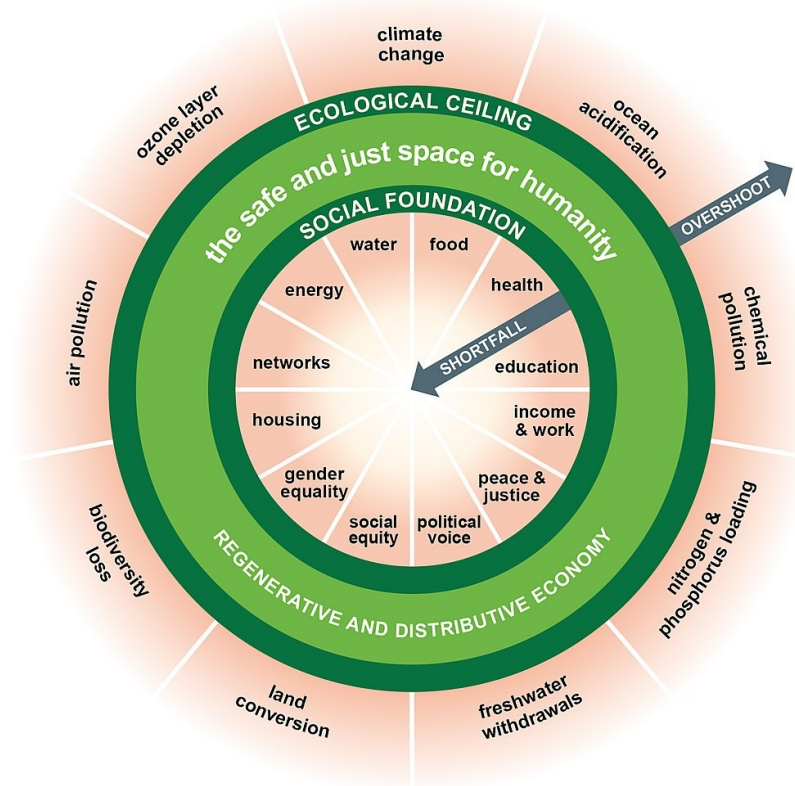 climate
change
ocean
acidification
OVERSHOOT
chemical
pollution
nitrogen &
phosphorus loading
freshwater
withdrawals
land
conversion
biodiversity
loss
air pollution
ozone layer
depletion
ECOLOGICAL CEILING
the safe and just space for humanity
SOCIAL FOUNDATION
water
food
health
SHORTFALL
education
income
& work
peace &
justice
political
voice
social
equity
gender
equality
housing
networks
energy
REGENERATIVE AND DISTRIBUTIVE ECONOMY